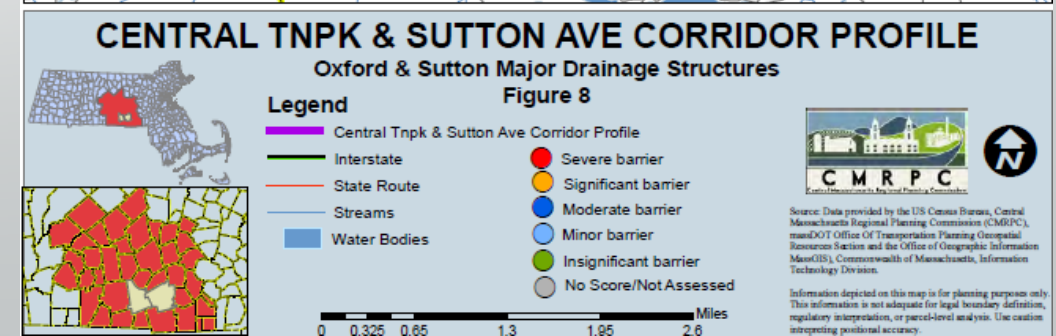 CENTRAL TNPK & SUTTON AVE CORRIDOR PROFILE
Oxford & Sutton Major Drainage Structures
Figure 8
Legend
Central Tnpk & Sutton Ave Corridor Profile
Interstate
State Route
Streams
Water Bodies
Severe barrier
Significant barrier
Moderate barrier
Minor barrier
Insignificant barrier
No Score/Not Assessed
Miles
0 0.325 0.65 1.3 1.95 2.6
CMRPC
Central Massachusetts Regional Planning Commission
N
Source: Data provided by the US Census Bureau, Central
Massachusetts Regional Planning Commission (CMRPC),
massDOT Office Of Transportation Planning Geospatial
Resources Section and the Office of Geographic Information
MassGIS), Commonwealth of Massachusetts, Information
Technology Division.
Information depicted on this map is for planning purposes only.
This information is not adequate for legal boundary definition,
regulatory interpretation, or parcel-level analysis. Use caution
intrepreting positional accuracy.